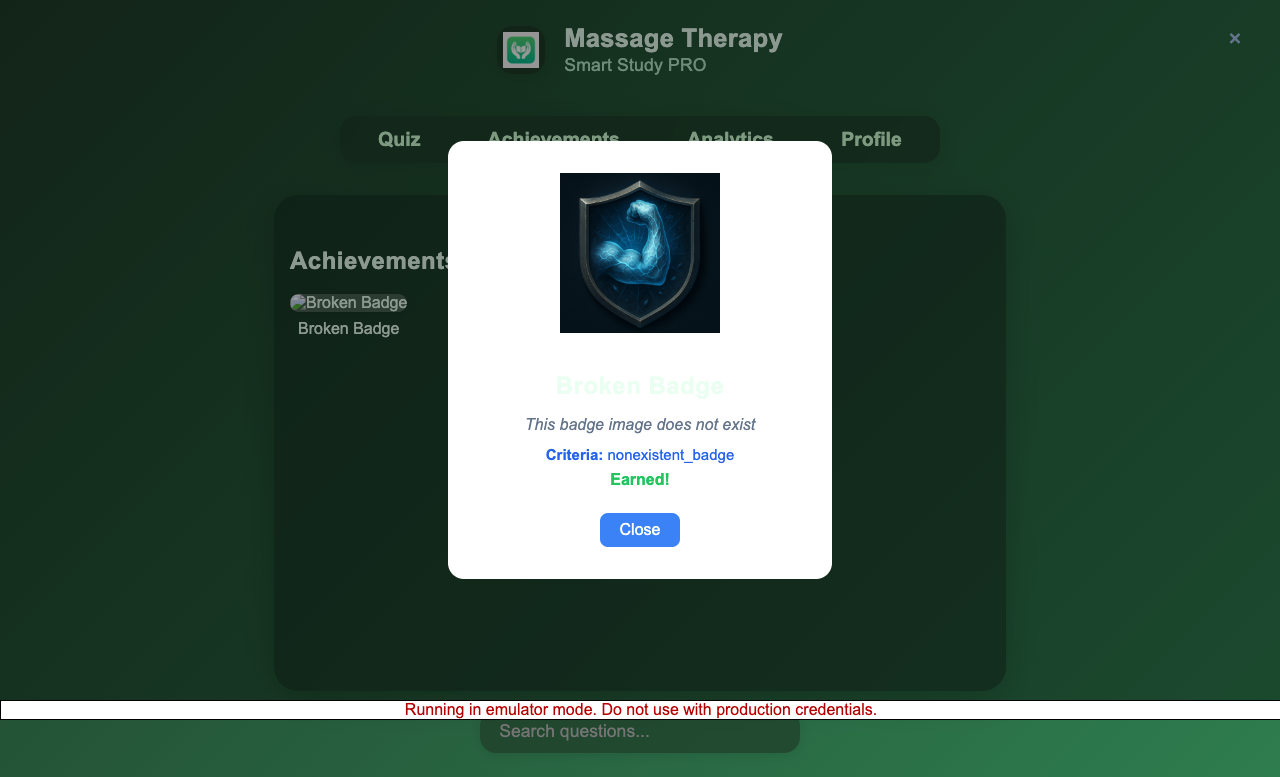 Massage Therapy
Smart Study PRO
×
Quiz Achievements Analytics Profile
Achievements
Broken Badge
Broken Badge
Broken Badge
This badge image does not exist
Criteria: nonexistent_badge
Earned!
Close
Running in emulator mode. Do not use with production credentials.
Search questions...